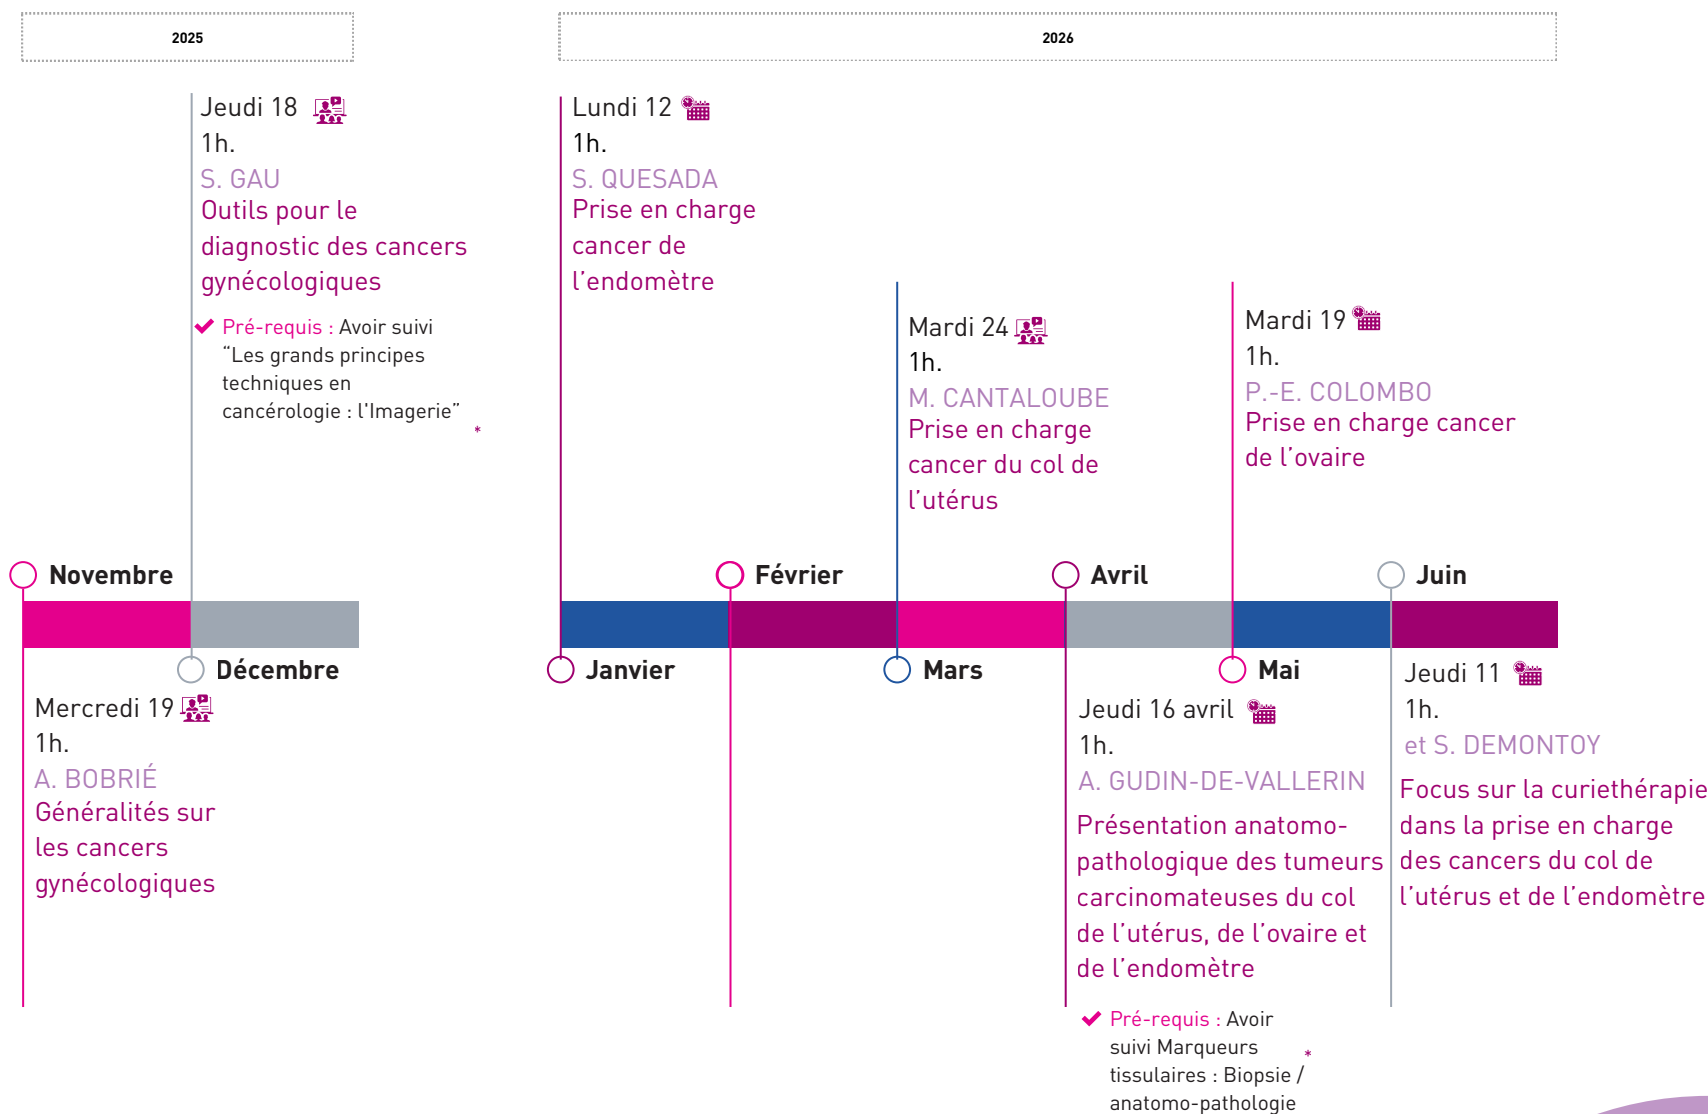 2025
2026
Jeudi 18
1h.
S. GAU
Outils pour le
diagnostic des cancers
gynécologiques
Pré-requis : Avoir suivi
“Les grands principes
techniques en
cancérologie : l'Imagerie”
*
Lundi 12
1h.
S. QUESADA
Prise en charge
cancer de
l’endomètre
Mardi 24
1h.
M. CANTALOUBE
Prise en charge
cancer du col de
l’utérus
Mardi 19
1h.
P.-E. COLOMBO
Prise en charge cancer
de l’ovaire
Novembre
Février
Avril
Juin
Décembre
Janvier
Mars
Mai
Mercredi 19
1h.
A. BOBRIÉ
Généralités sur
les cancers
gynécologiques
Jeudi 16 avril
1h.
A. GUDIN-DE-VALLERIN
Présentation anatomo-
pathologique des tumeurs
carcinomateuses du col
de l’utérus, de l’ovaire et
de l’endomètre
Pré-requis : Avoir
suivi Marqueurs
tissulaires : Biopsie /
anatomo-pathologie
*
Jeudi 11
1h.
et S. DEMONTOY
Focus sur la curiethérapie
dans la prise en charge
des cancers du col de
l’utérus et de l’endomètre